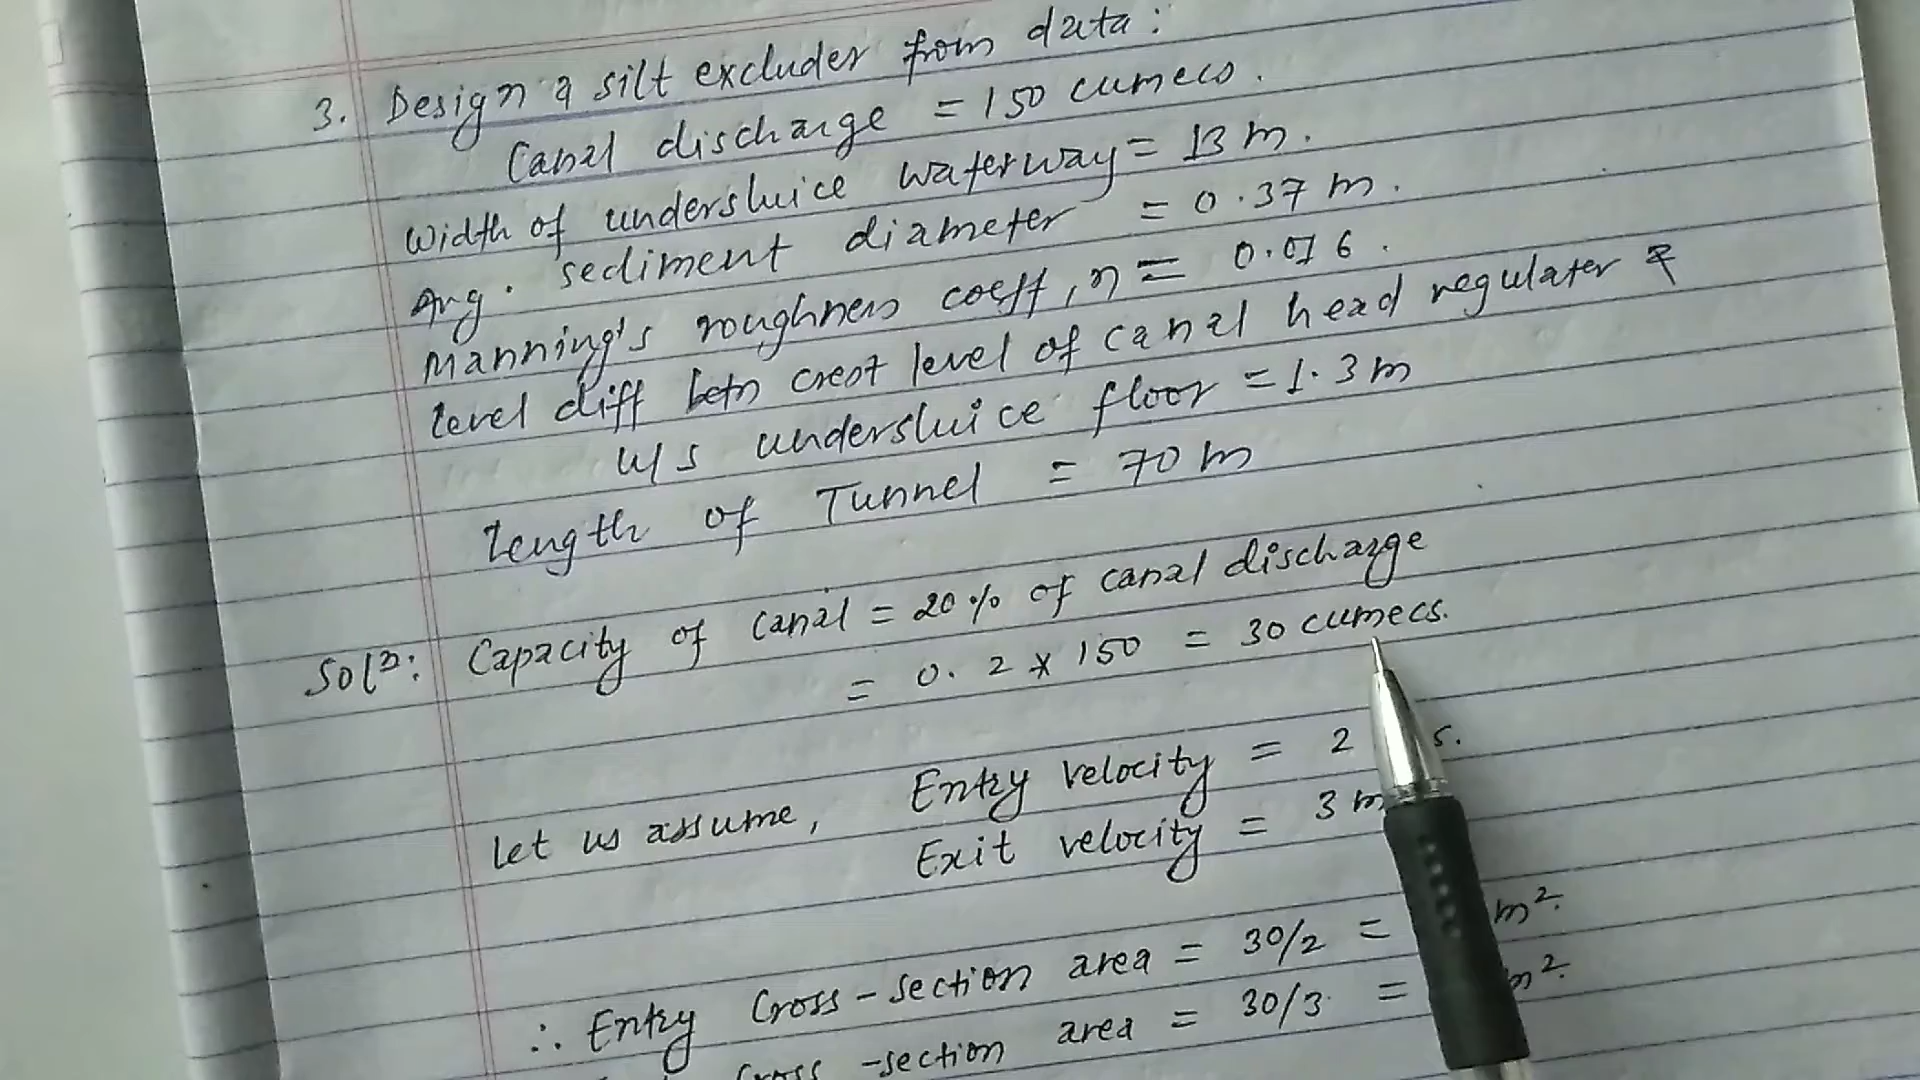 3. Design a silt excluder from data:
Canal discharge = 150 cumecs.
Width of undersluice waterway = 13 m.
Avg. sediment diameter = 0.37 m.
Manning's roughness coeff, n = 0.016.
Level diff betn crest level of canal head regulater &
u/s undersluice floor = 1.3 m
Length of Tunnel = 70 m
Soln: Capacity of canal = 20% of canal discharge
= 0.2 x 150 = 30 cumecs.
Let us assume, Entry velocity = 2 s.
Exit velocity = 3 m
∴ Entry Cross-section area = 30/2 = m².
Cross-section area = 30/3 = m².